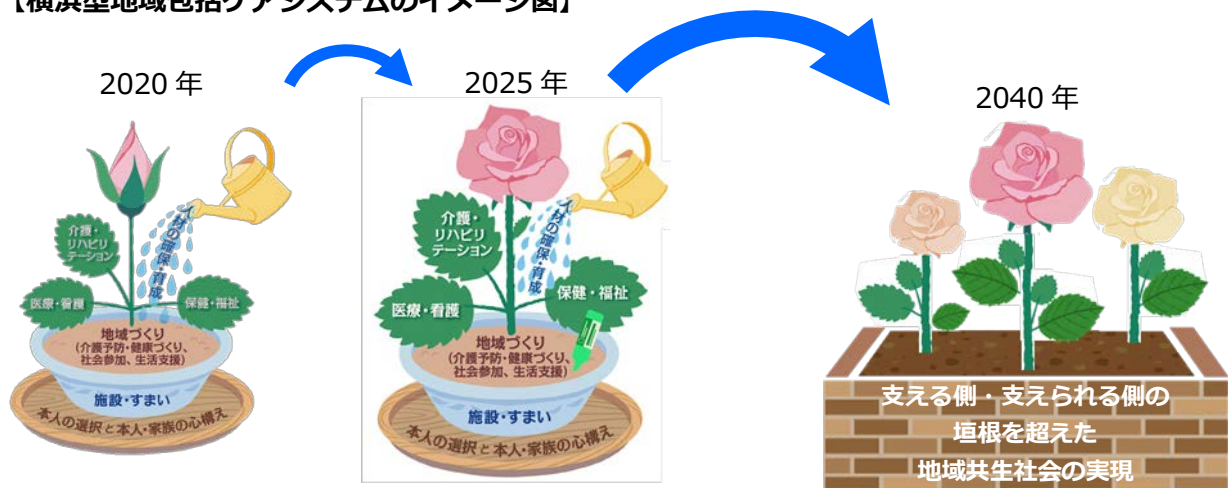 【横浜型地域包括ケアシステムのイメージ図】
2020 年
2025 年
2040 年
人材の確保・育成
介護・
リハビリ
テーション
医療・看護
保健・福祉
地域づくり
(介護予防・健康づくり、
社会参加、生活支援)
施設・すまい
本人の選択と本人・家族の心構え
人材の確保・育成
介護・
リハビリ
テーション
医療・看護
保健・福祉
地域づくり
(介護予防・健康づくり、
社会参加、生活支援)
施設・すまい
本人の選択と本人・家族の心構え
支える側・支えられる側の
垣根を超えた
地域共生社会の実現